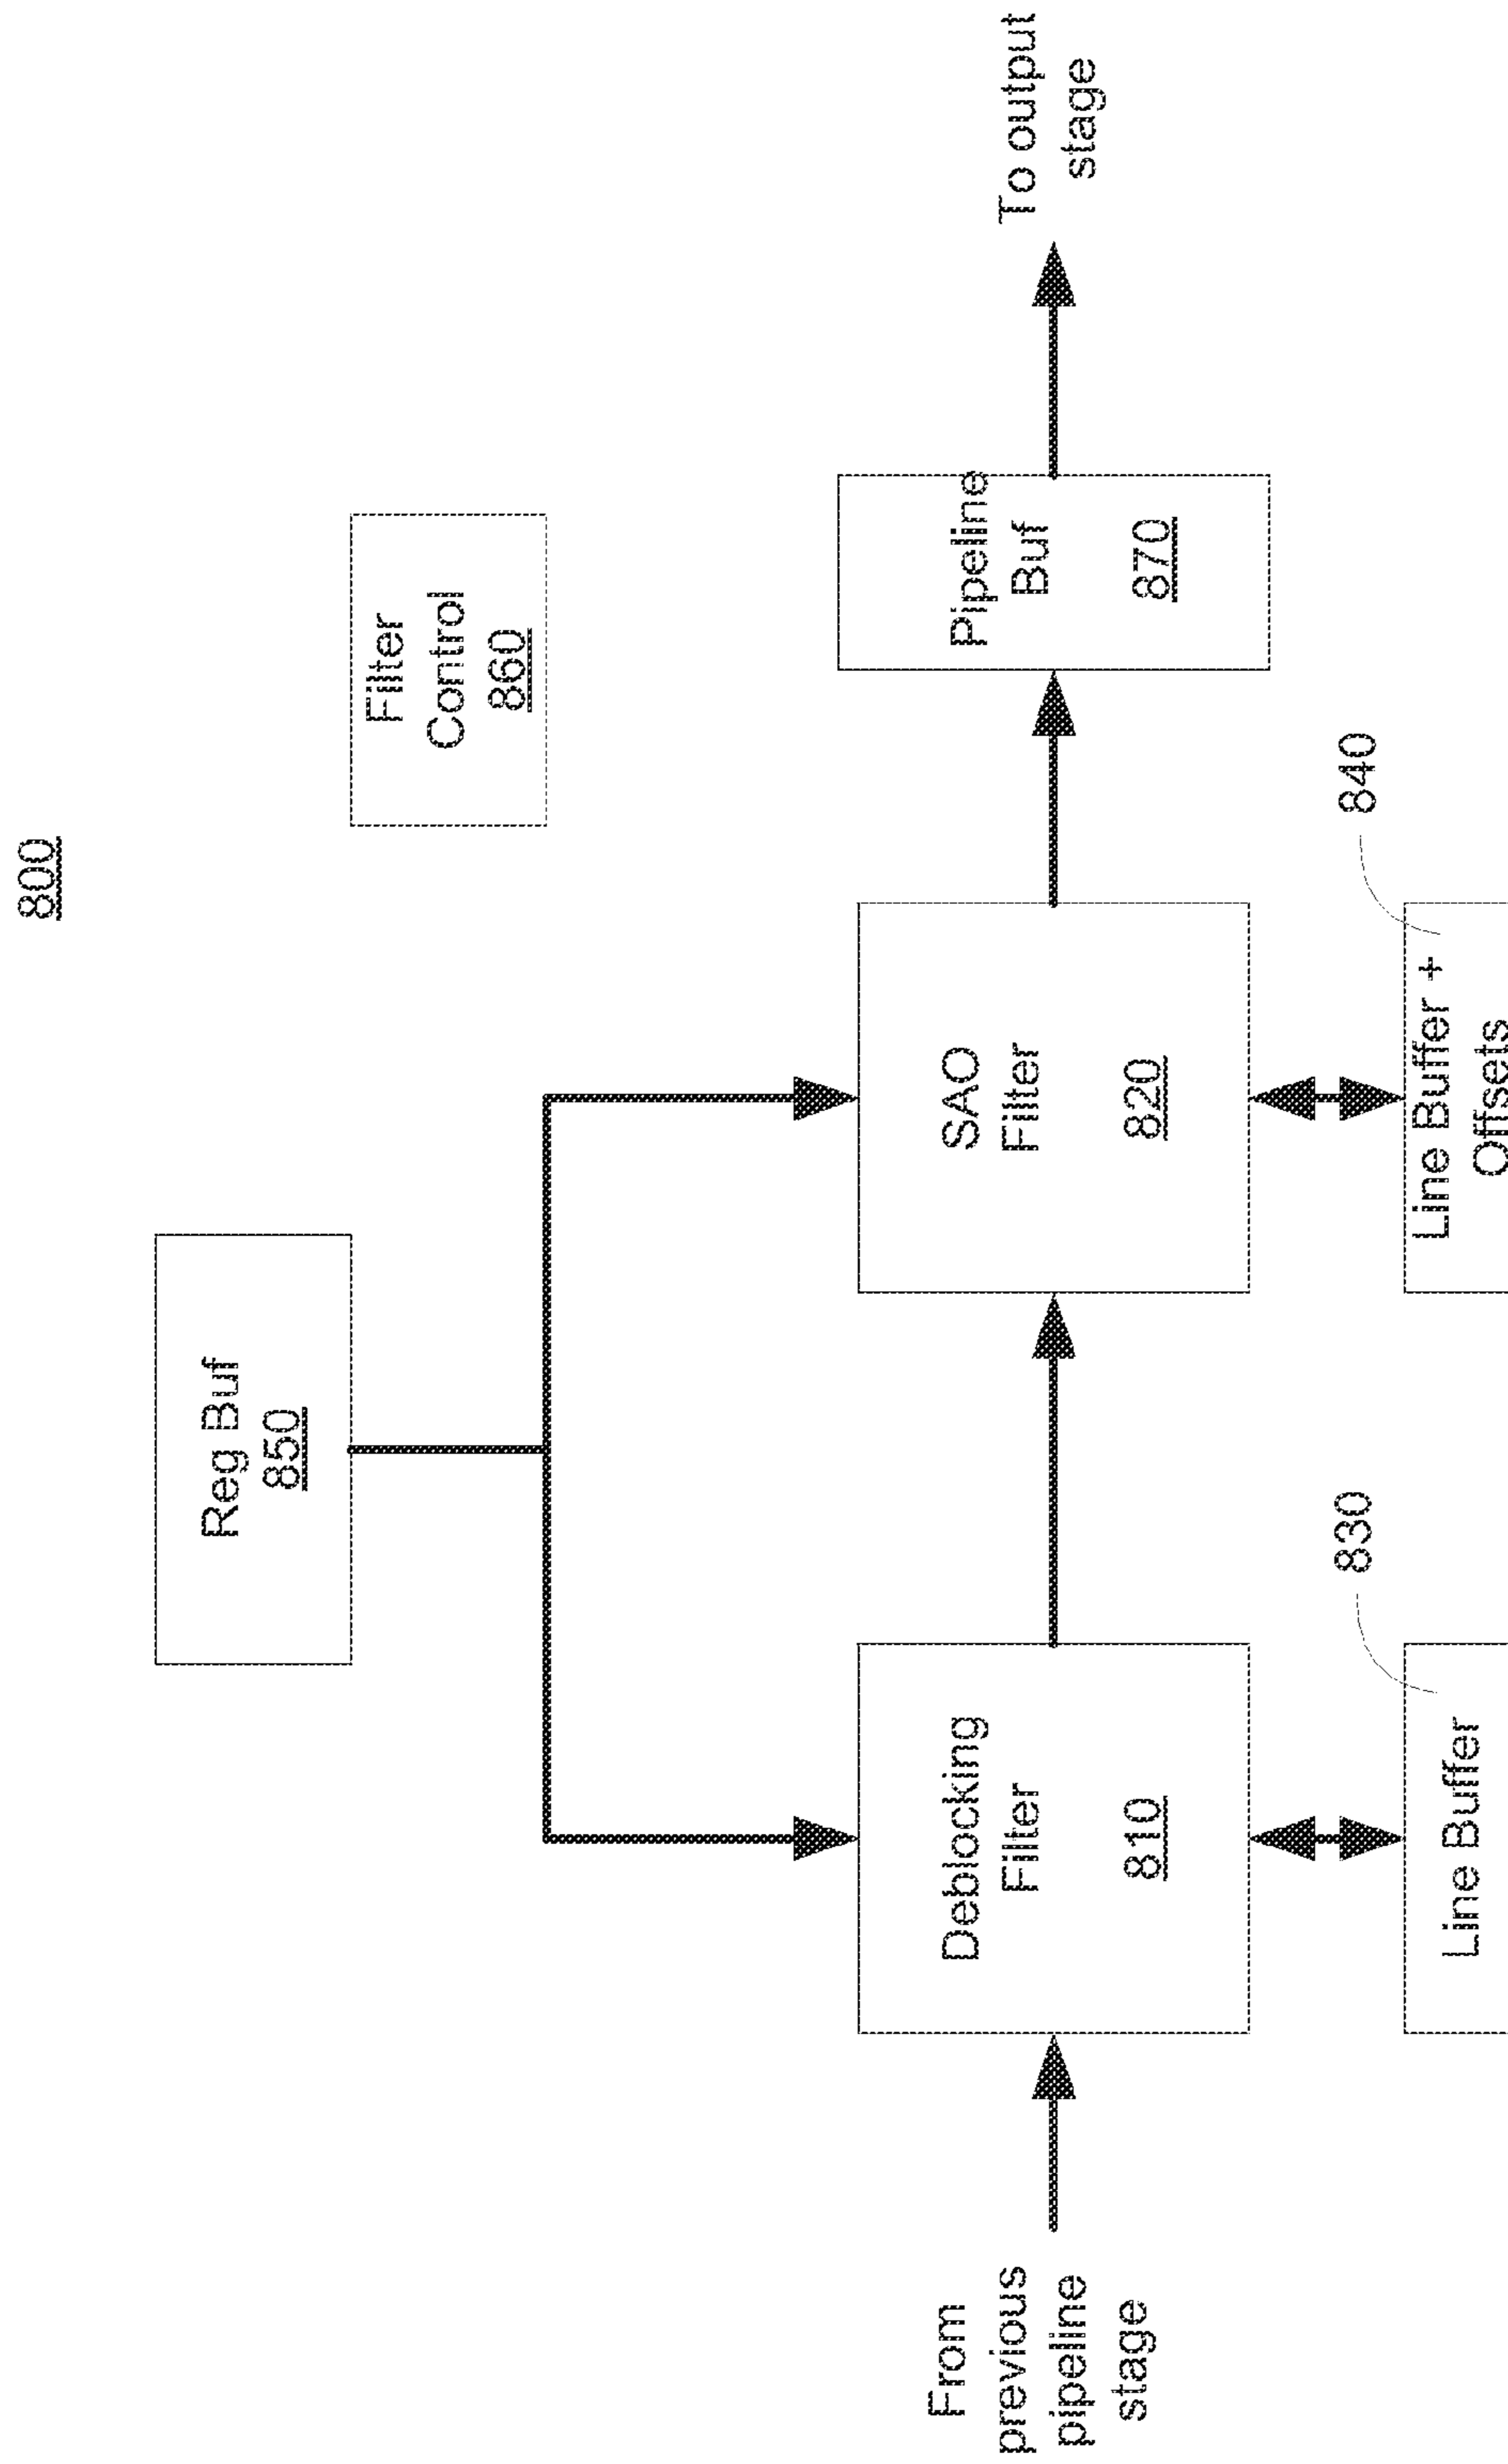 800
Reg Buf
850
Filter
Control
860
From
previous
pipeline
stage
Deblocking
Filter
810
SAO
Filter
820
Pipeline
Buf
870
To output
stage
830
Line Buffer
840
Line Buffer +
Offsets